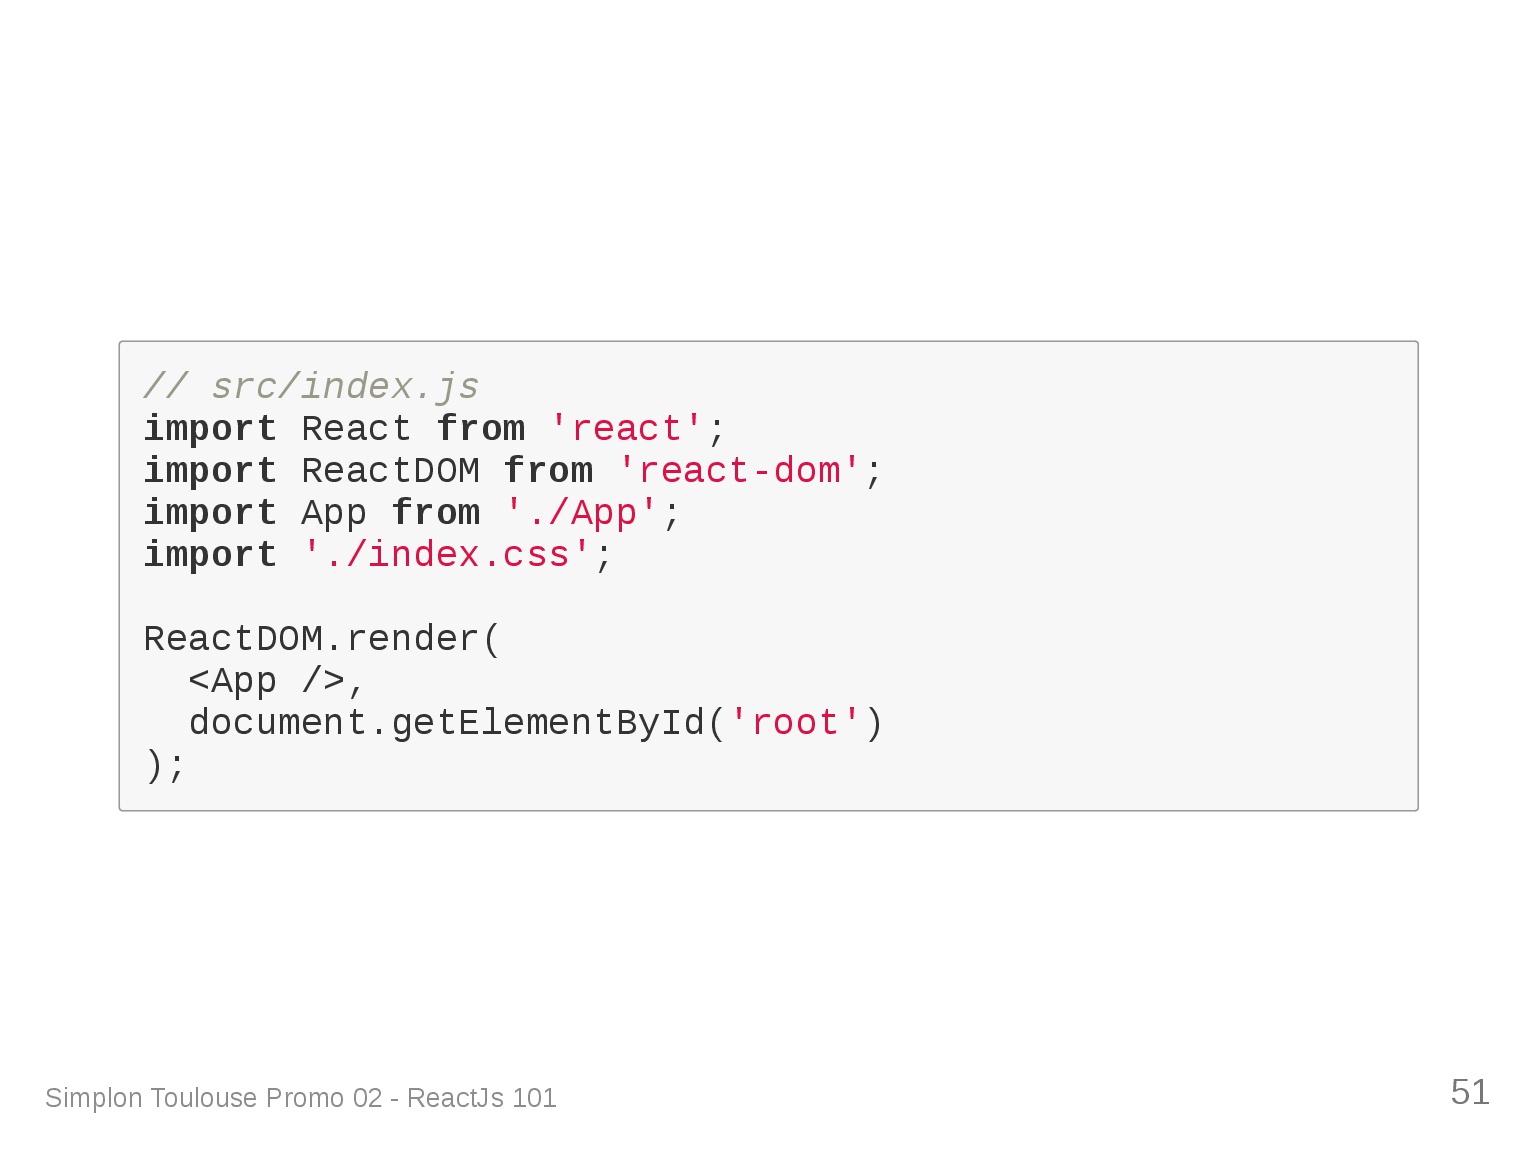 // src/index.js
import React from 'react';
import ReactDOM from 'react-dom';
import App from './App';
import './index.css';

ReactDOM.render(
  <App />,
  document.getElementById('root')
);
Simplon Toulouse Promo 02 - ReactJs 101
51